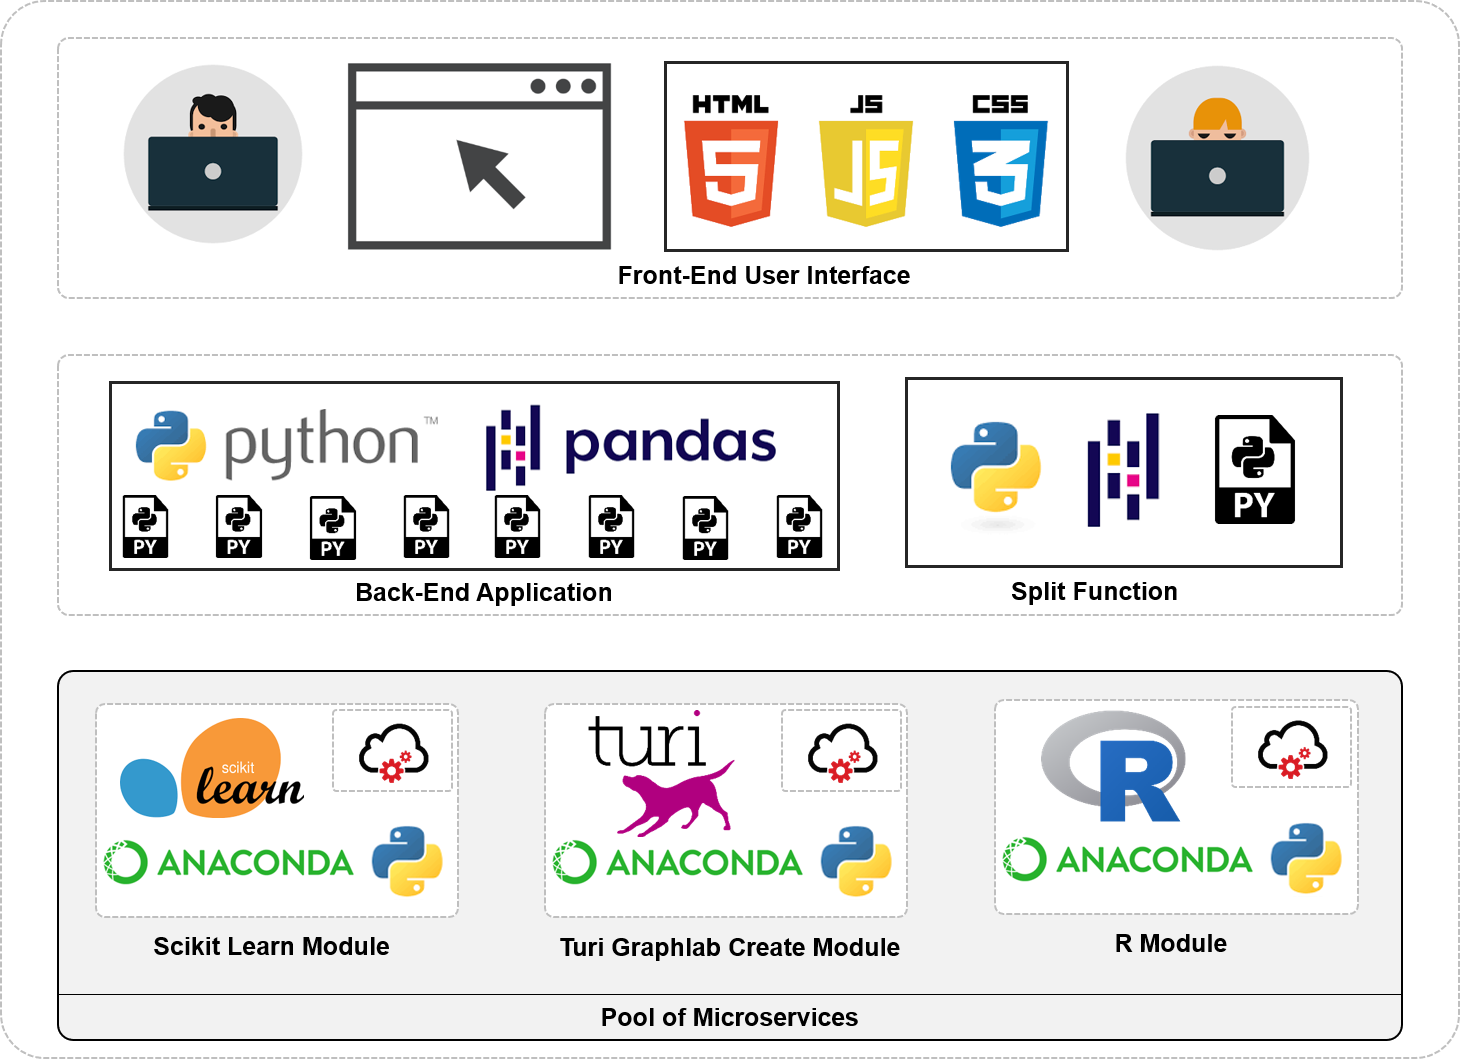 HTML
JS
CSS
5
JS
3
Front-End User Interface
python™
pandas
PY
PY
PY
PY
PY
PY
PY
PY
PY
Back-End Application
Split Function
scikit
learn
turi
R
ANACONDA
ANACONDA
ANACONDA
Scikit Learn Module
Turi Graphlab Create Module
R Module
Pool of Microservices